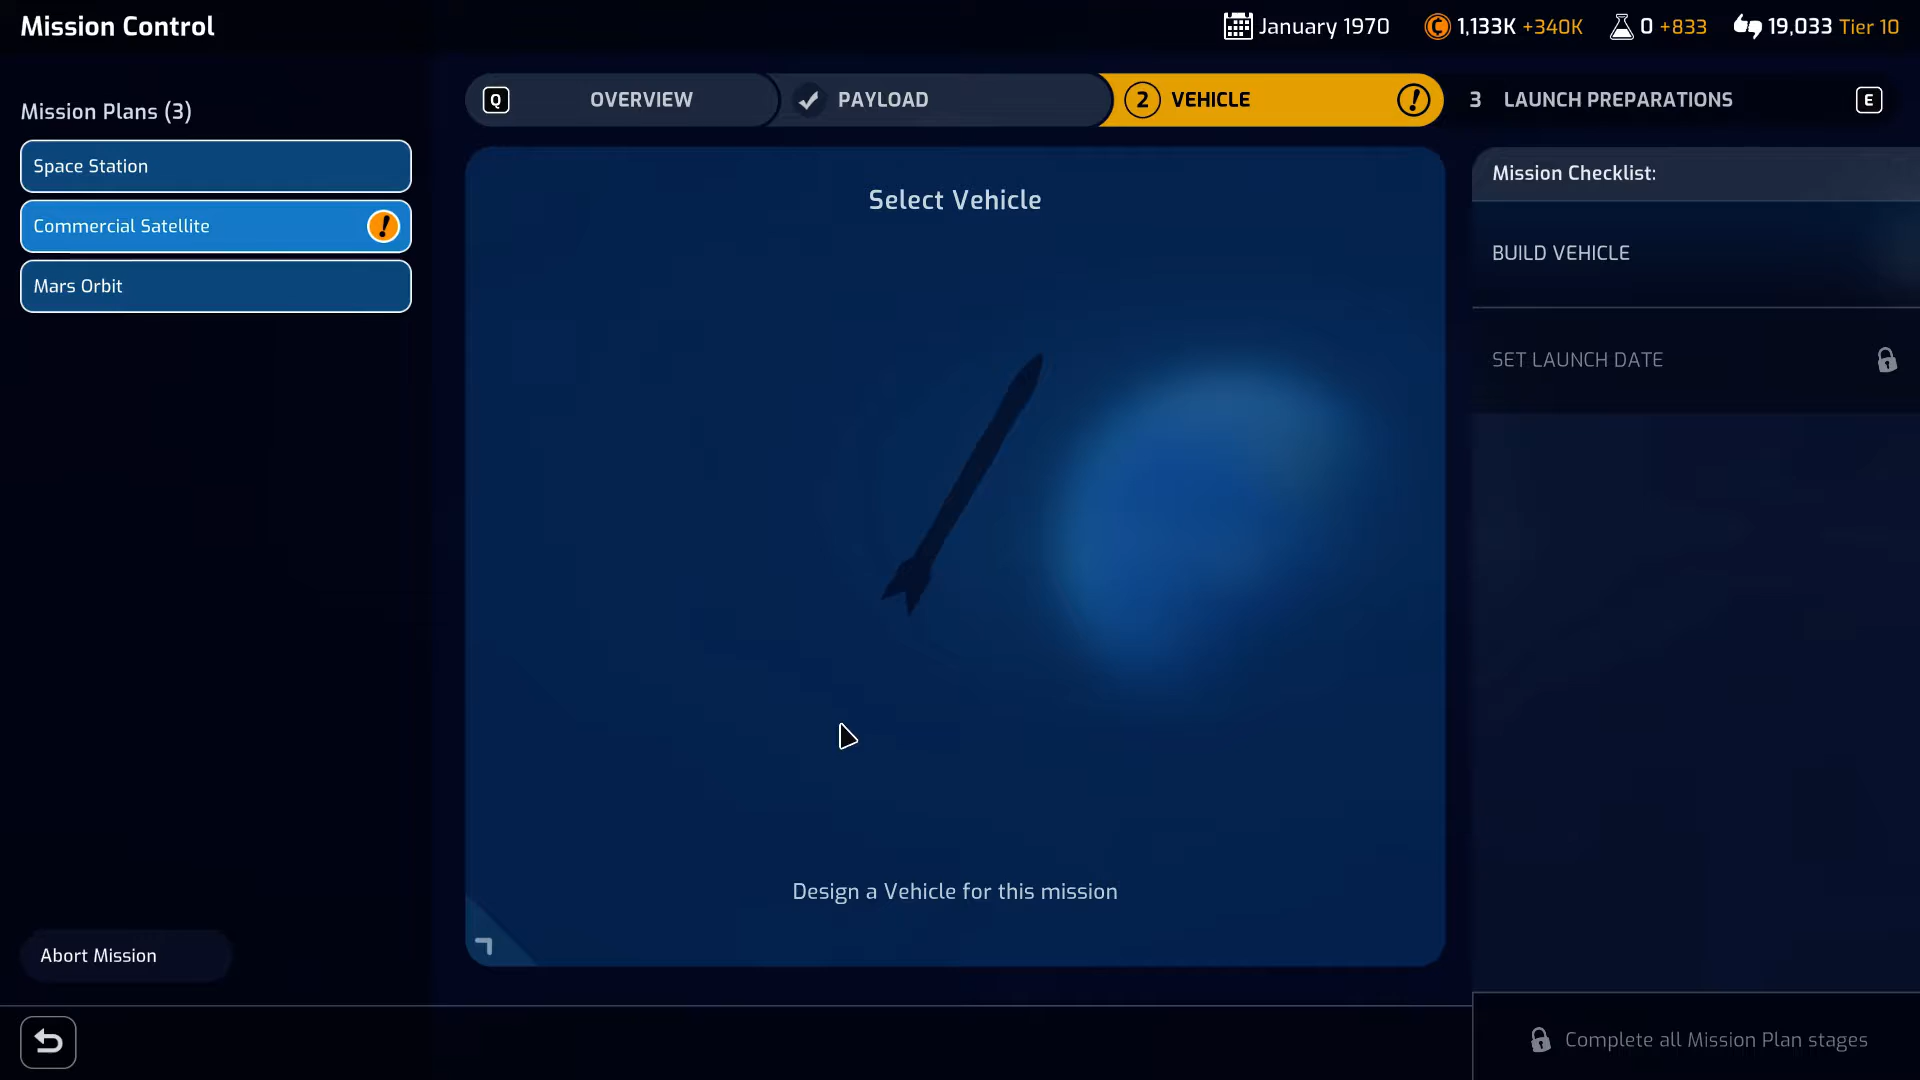 Mission Control
January 1970
1,133K +340K
0 +833
19,033 Tier 10
Mission Plans (3)
Space Station
Commercial Satellite !
Mars Orbit
Q OVERVIEW
PAYLOAD
2 VEHICLE !
3 LAUNCH PREPARATIONS E
Select Vehicle
Design a Vehicle for this mission
Mission Checklist:
BUILD VEHICLE
SET LAUNCH DATE
Abort Mission
Complete all Mission Plan stages